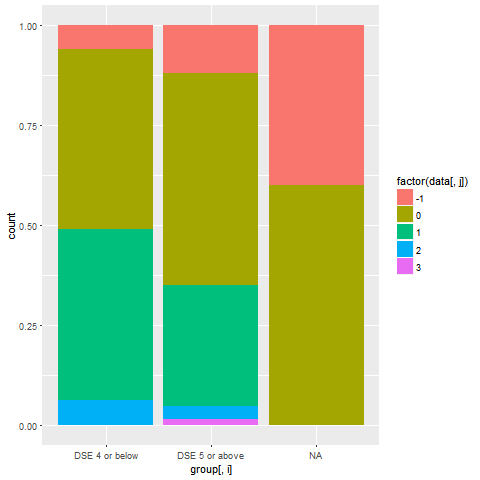 1.00
0.75
0.50
0.25
0.00
count
DSE 4 or below
DSE 5 or above
NA
group[, i]
factor(data[, j])
-1
0
1
2
3